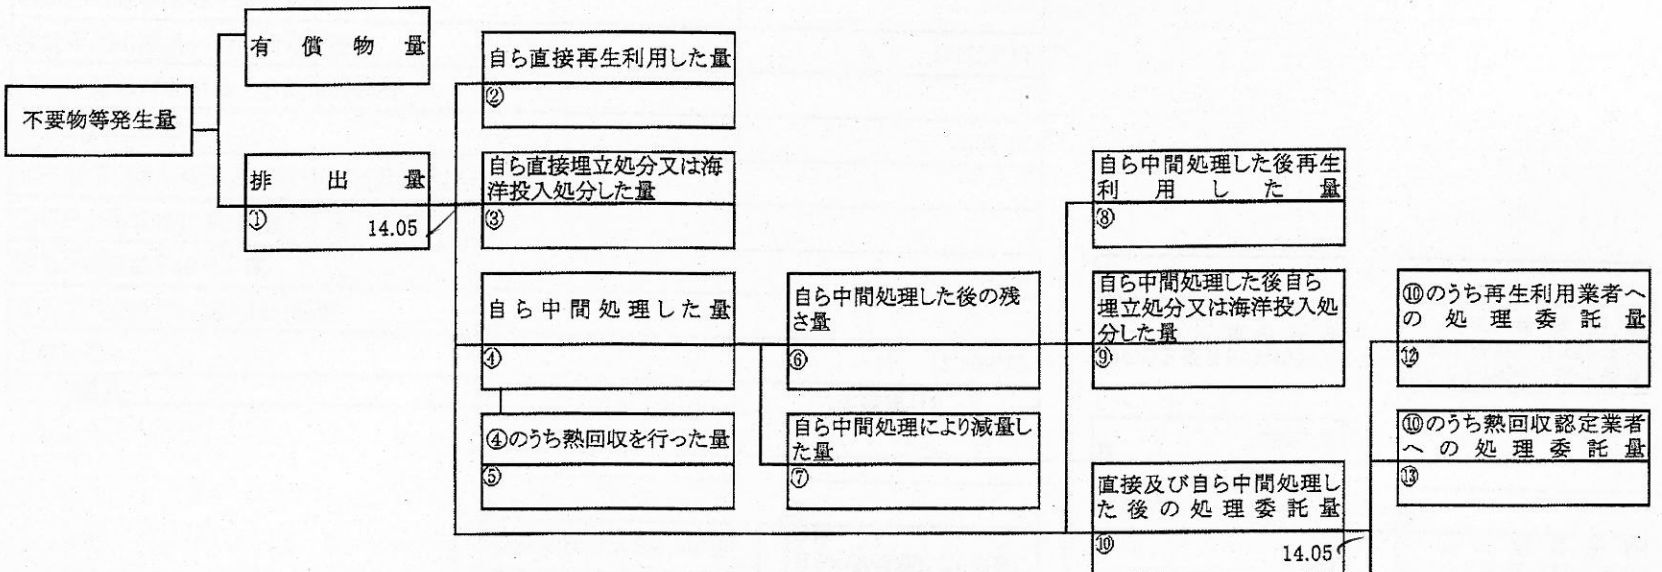 有償物量
不要物等発生量
排出量
①
14.05
自ら直接再生利用した量
②
自ら直接埋立処分又は海
洋投入処分した量
③
自ら中間処理した量
④
④のうち熱回収を行った量
⑤
自ら中間処理した後の残
さ量
⑥
自ら中間処理により減量し
た量
⑦
自ら中間処理した後再生
利用した量
⑧
自ら中間処理した後自ら
埋立処分又は海洋投入処
分した量
⑨
直接及び自ら中間処理し
た後の処理委託量
⑩
14.05
⑩のうち再生利用業者へ
の処理委託量
⑫
⑩のうち熱回収認定業者
への処理委託量
⑬